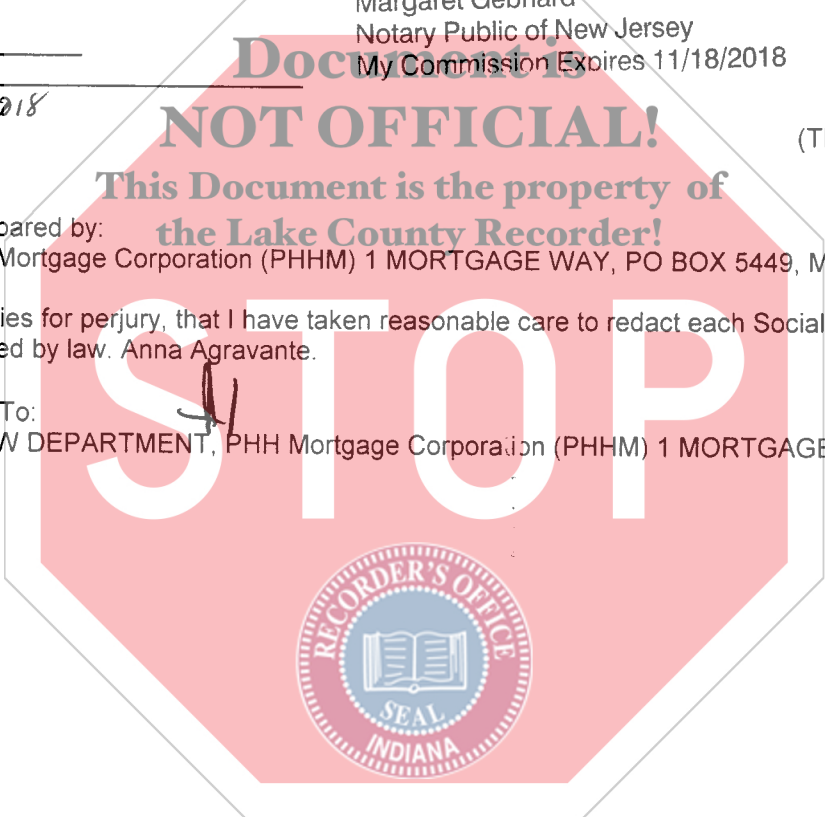 Margaret Gebhard
Notary Public of New Jersey
My Commission Expires 11/18/2018
Document is
NOT OFFICIAL!
This Document is the property of
the Lake County Recorder!
pared by:
Mortgage Corporation (PHHM) 1 MORTGAGE WAY, PO BOX 5449, M
ies for perjury, that I have taken reasonable care to redact each Social
ed by law. Anna Agravante.
To:
W DEPARTMENT, PHH Mortgage Corporation (PHHM) 1 MORTGAGE
STOP
RECORDER'S OFFICE
SEAL
INDIANA